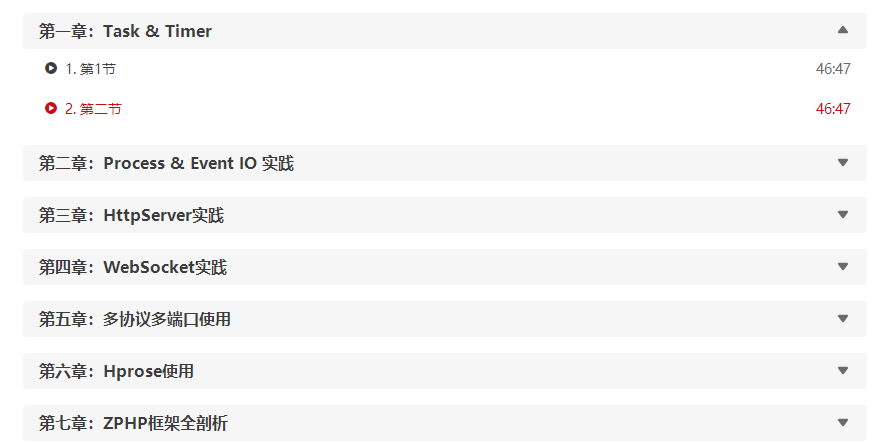 第一章：Task & Timer
1. 第1节 46:47
2. 第二节 46:47
第二章：Process & Event IO 实践
第三章：HttpServer实践
第四章：WebSocket实践
第五章：多协议多端口使用
第六章：Hprose使用
第七章：ZPHP框架全剖析